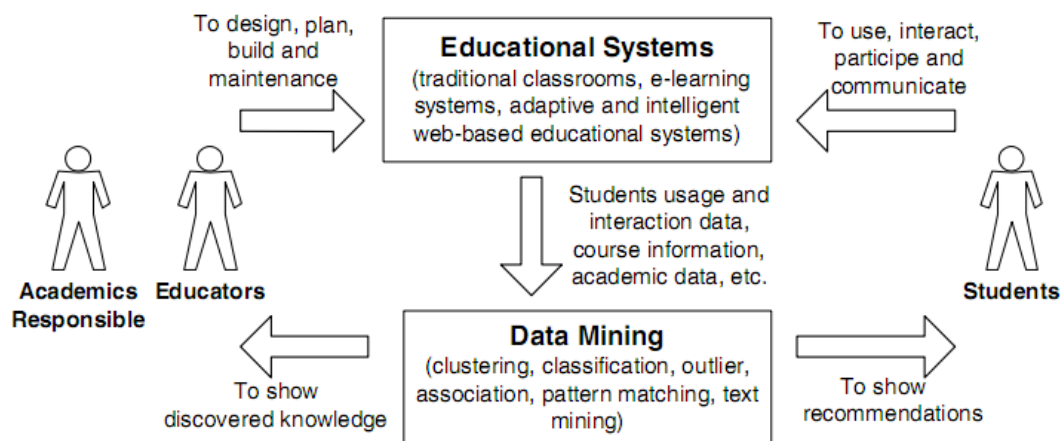 To design, plan,
build and
maintenance
Educational Systems
(traditional classrooms, e-learning
systems, adaptive and intelligent
web-based educational systems)
To use, interact,
participe and
communicate
Students usage and
interaction data,
course information,
academic data, etc.
Academics
Responsible
Educators
Students
Data Mining
(clustering, classification, outlier,
association, pattern matching, text
mining)
To show
discovered knowledge
To show
recommendations